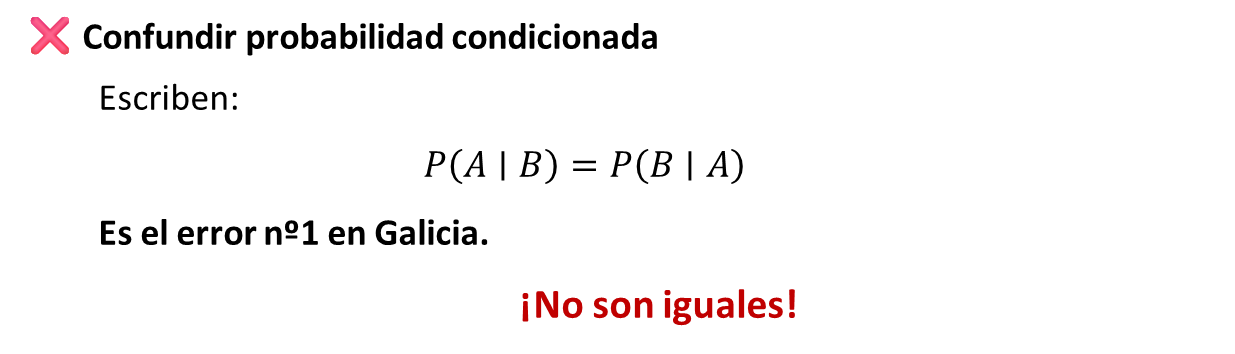 ❌ Confundir probabilidad condicionada
Escriben:
P(A | B) = P(B | A)
Es el error nº1 en Galicia.
¡No son iguales!